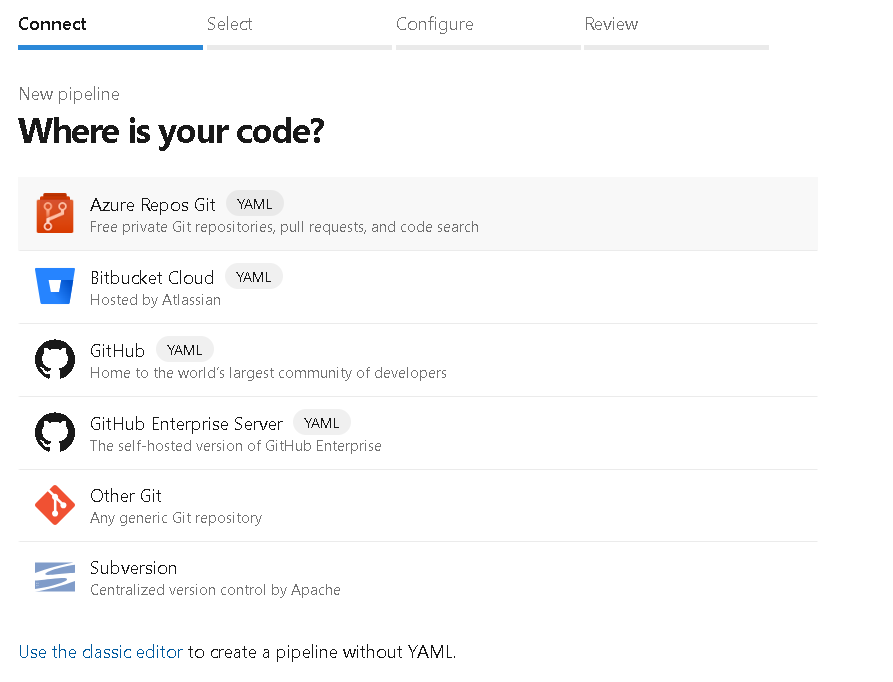 Connect Select Configure Review
New pipeline
Where is your code?
Azure Repos Git YAML
Free private Git repositories, pull requests, and code search
Bitbucket Cloud YAML
Hosted by Atlassian
GitHub YAML
Home to the world's largest community of developers
GitHub Enterprise Server YAML
The self-hosted version of GitHub Enterprise
Other Git
Any generic Git repository
Subversion
Centralized version control by Apache
Use the classic editor to create a pipeline without YAML.